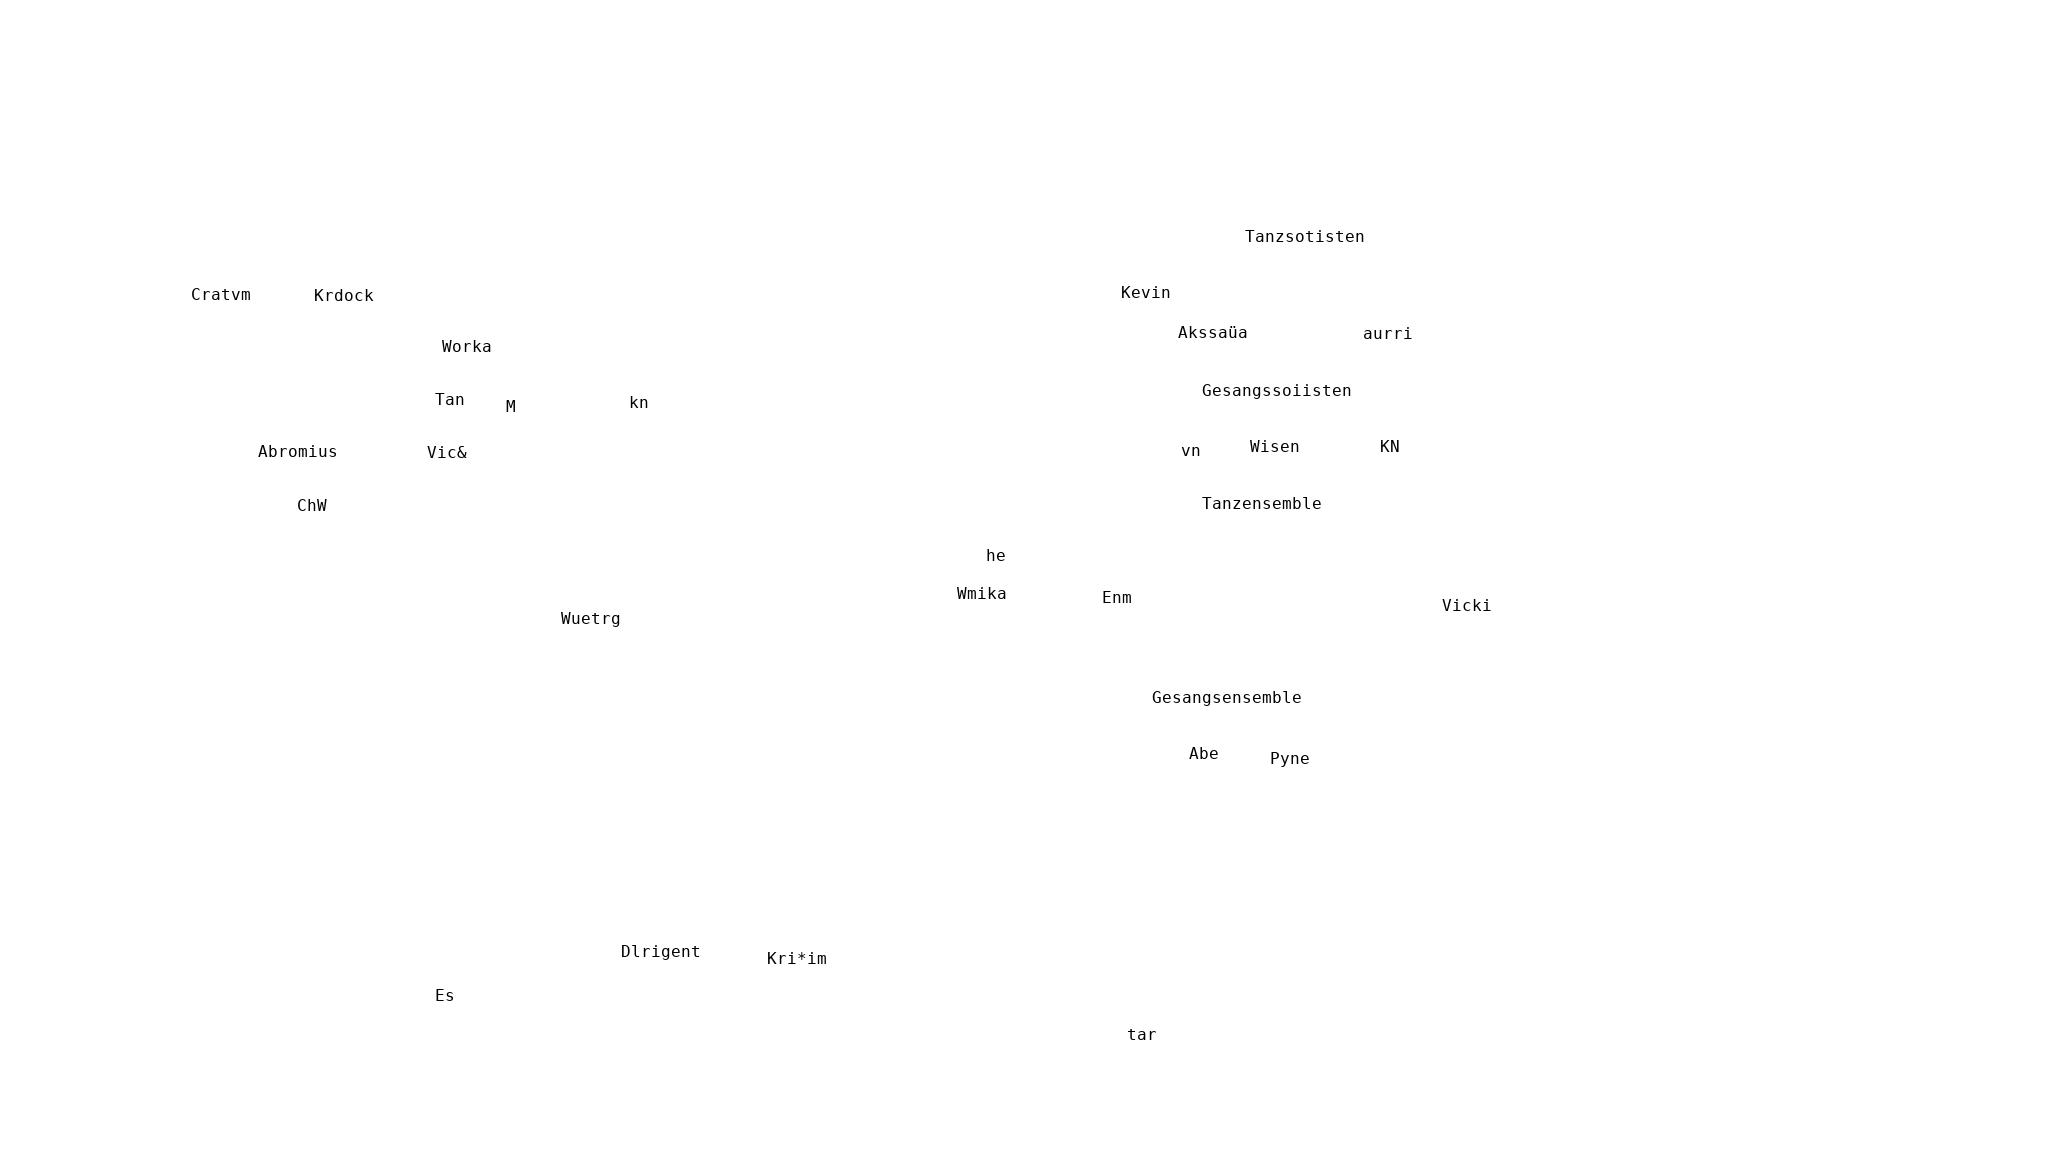 Tanzsotisten
Kevin
Cratvm Krdock
Akssaüa aurri
Worka
Gesangssoiisten
Tan M kn
vn Wisen KN
Abromius Vic&
Tanzensemble
ChW
he
Wmika Enm Vicki
Wuetrg
Gesangsensemble
Abe Pyne
Dlrigent Kri*im
Es
tar